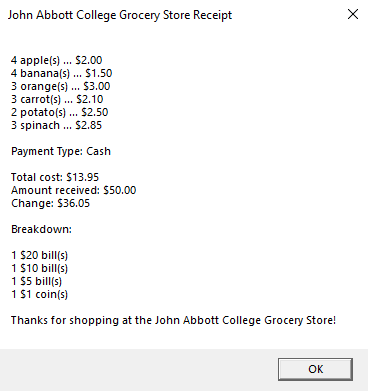 John Abbott College Grocery Store Receipt
4 apple(s) ... $2.00
4 banana(s) ... $1.50
3 orange(s) ... $3.00
3 carrot(s) ... $2.10
2 potato(s) ... $2.50
3 spinach ... $2.85
Payment Type: Cash
Total cost: $13.95
Amount received: $50.00
Change: $36.05
Breakdown:
1 $20 bill(s)
1 $10 bill(s)
1 $5 bill(s)
1 $1 coin(s)
Thanks for shopping at the John Abbott College Grocery Store!
OK